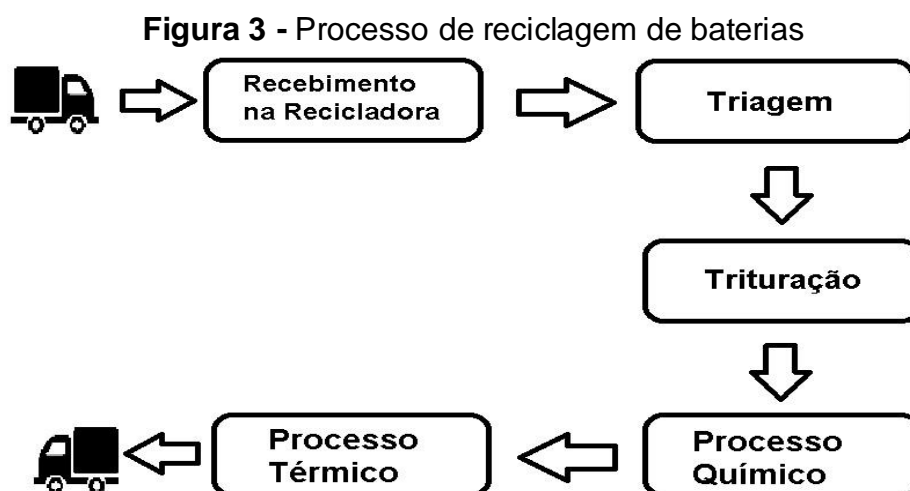 Figura 3 - Processo de reciclagem de baterias
Recebimento
na Recicladora
Triagem
Trituração
Processo
Químico
Processo
Térmico